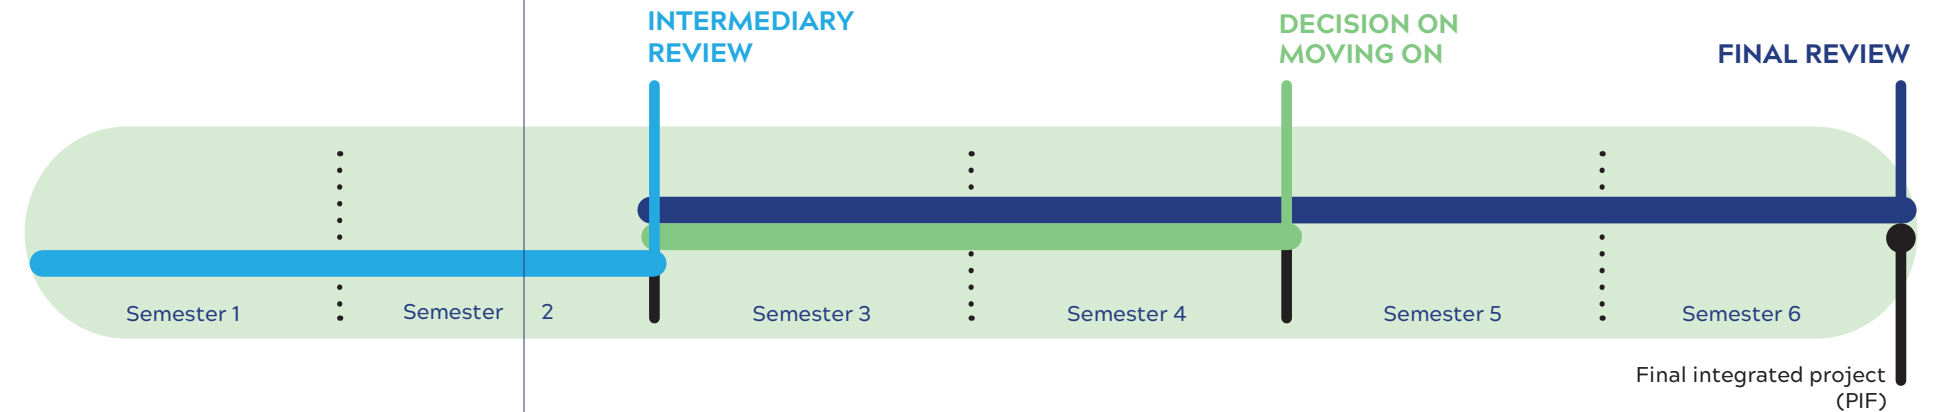 INTERMEDIARY
REVIEW
DECISION ON
MOVING ON
FINAL REVIEW
Semester 1
Semester 2
Semester 3
Semester 4
Semester 5
Semester 6
Final integrated project
(PIF)